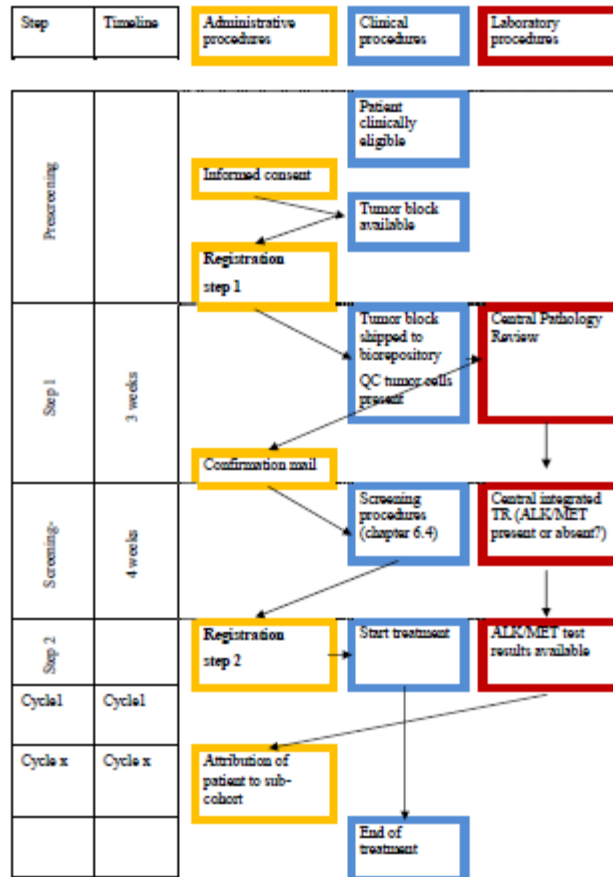 Step
Timeline
Administrative
procedures
Clinical
procedures
Laboratory
procedures
Prescreening
Patient
clinically
eligible
Informed consent
Tumor block
available
Registration
step 1
Step 1
3 weeks
Tumor block
shipped to
biorepository
QC tumor cells
present
Central Pathology
Review
Confirmation mail
Screening-
4 weeks
Screening
procedures
(chapter 6.4)
Central integrated
TR (ALK/MET
present or absent?)
Step 2
Registration
step 2
Start treatment
ALK/MET test
results available
Cycle1
Cycle1
Cycle x
Cycle x
Attribution of
patient to sub-
cohort
End of
treatment